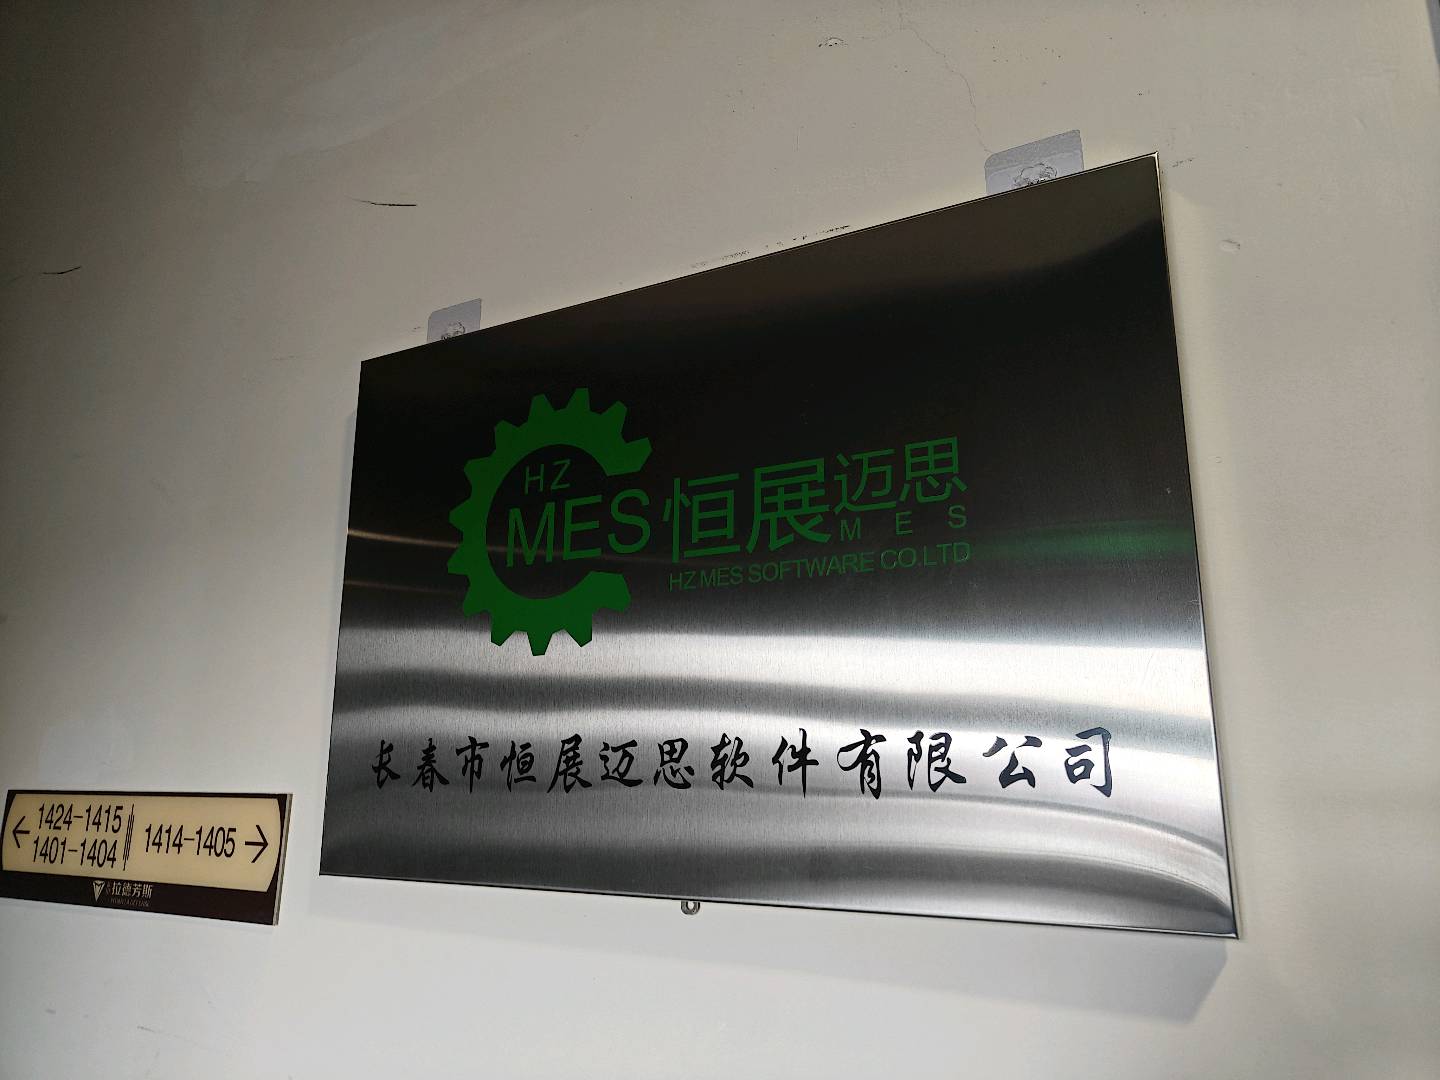 HZ
MES
恒展迈思
MES
HZ MES SOFTWARE CO.LTD
长春市恒展迈思软件有限公司
← 1424-1415
1401-1404
1414-1405 →
拉德芳斯